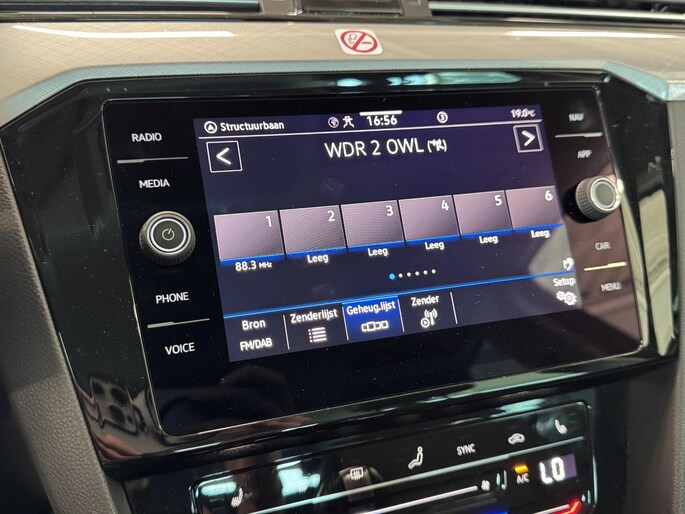 RADIO
MEDIA
PHONE
VOICE
Structuurbaan
16:56
19.0°C
WDR 2 OWL
1
2
3
4
5
6
88.3 MHz
Leeg
Leeg
Leeg
Leeg
Leeg
Setup
Bron
FM/DAB
Zenderlijst
Geheug.lijst
Zender
NAV
APP
CAR
MENU
SYNC
A/C
LO